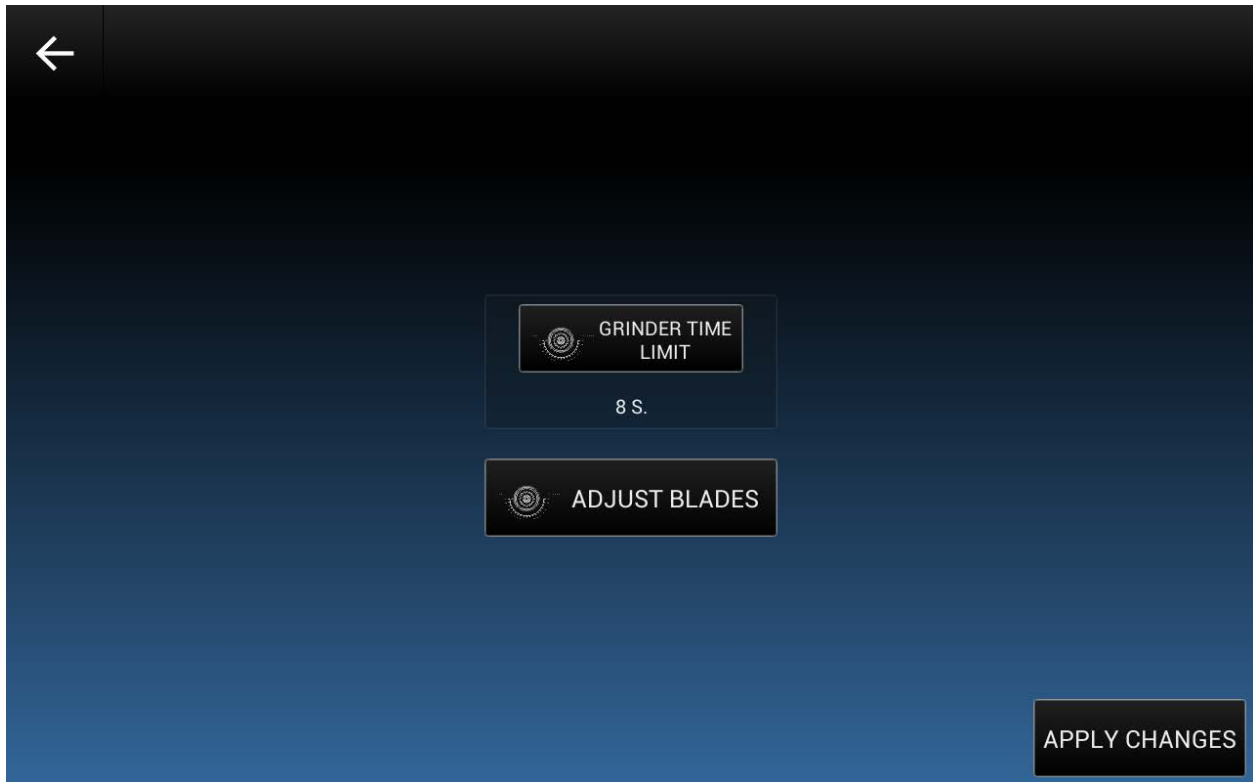 GRINDER TIME
LIMIT
8 S.
ADJUST BLADES
APPLY CHANGES